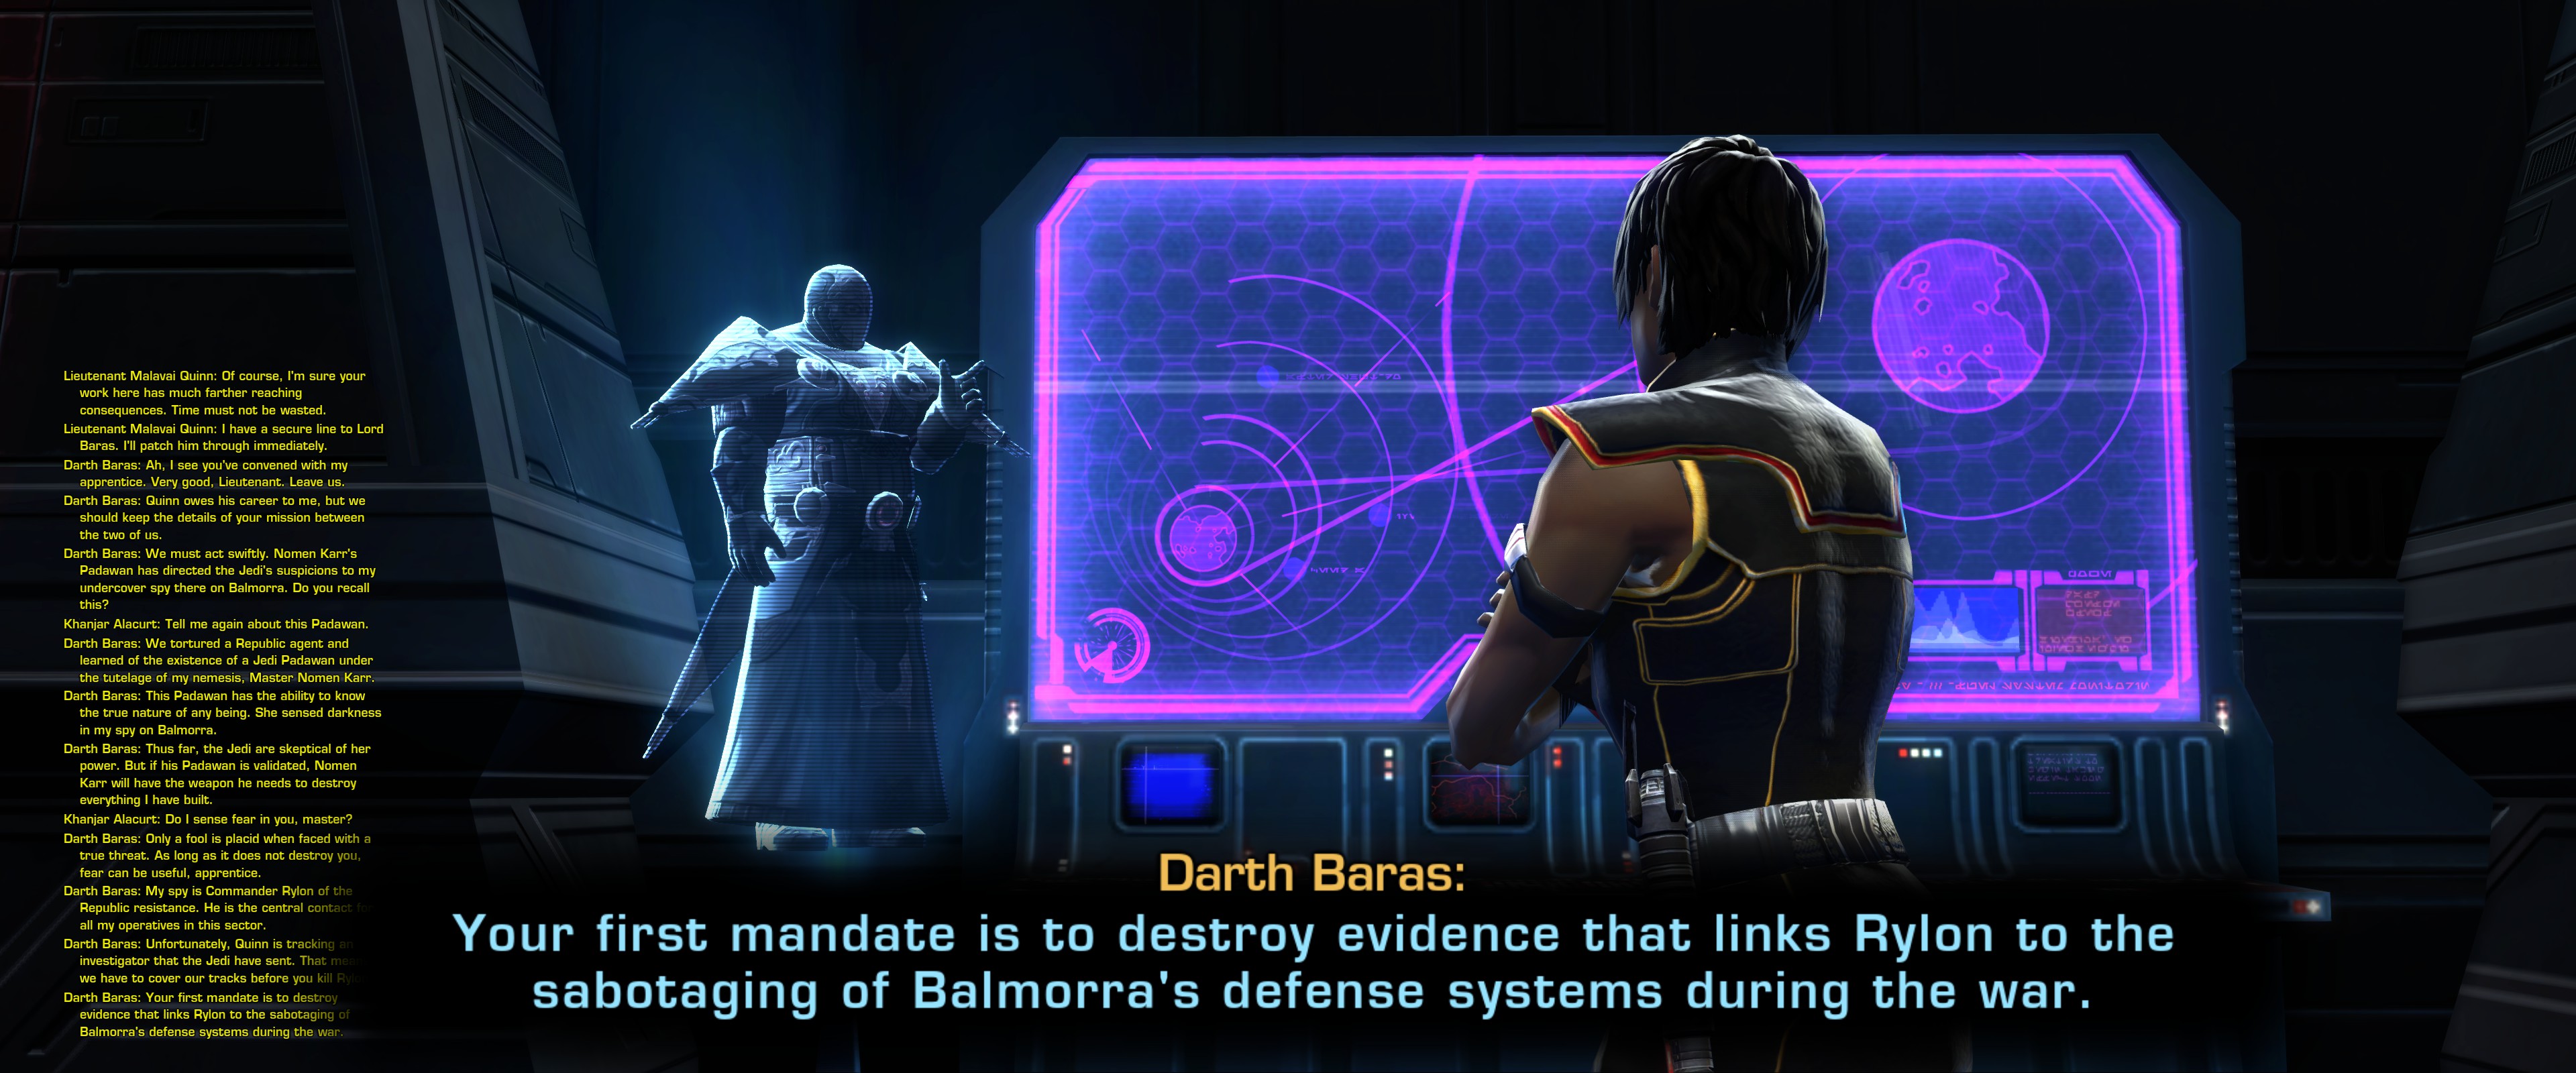 Lieutenant Malavai Quinn: Of course, I'm sure your
work here has much farther reaching
consequences. Time must not be wasted.
Lieutenant Malavai Quinn: I have a secure line to Lord
Baras. I'll patch him through immediately.
Darth Baras: Ah, I see you've convened with my
apprentice. Very good, Lieutenant. Leave us.
Darth Baras: Quinn owes his career to me, but we
should keep the details of your mission between
the two of us.
Darth Baras: We must act swiftly. Nomen Karr's
Padawan has directed the Jedi's suspicions to my
undercover spy there on Balmorra. Do you recall
this?
Khanjar Alacurt: Tell me again about this Padawan.
Darth Baras: We tortured a Republic agent and
learned of the existence of a Jedi Padawan under
the tutelage of my nemesis, Master Nomen Karr.
Darth Baras: This Padawan has the ability to know
the true nature of any being. She sensed darkness
in my spy on Balmorra.
Darth Baras: Thus far, the Jedi are skeptical of her
power. But if his Padawan is validated, Nomen
Karr will have the weapon he needs to destroy
everything I have built.
Khanjar Alacurt: Do I sense fear in you, master?
Darth Baras: Only a fool is placid when faced with a
true threat. As long as it does not destroy you,
fear can be useful, apprentice.
Darth Baras: My spy is Commander Rylon of the
Republic resistance. He is the central contact for
all my operatives in this sector.
Darth Baras: Unfortunately, Quinn is tracking an
investigator that the Jedi have sent. That means
we have to cover our tracks before you kill Rylon.
Darth Baras: Your first mandate is to destroy
evidence that links Rylon to the sabotaging of
Balmorra's defense systems during the war.
Darth Baras:
Your first mandate is to destroy evidence that links Rylon to the
sabotaging of Balmorra's defense systems during the war.